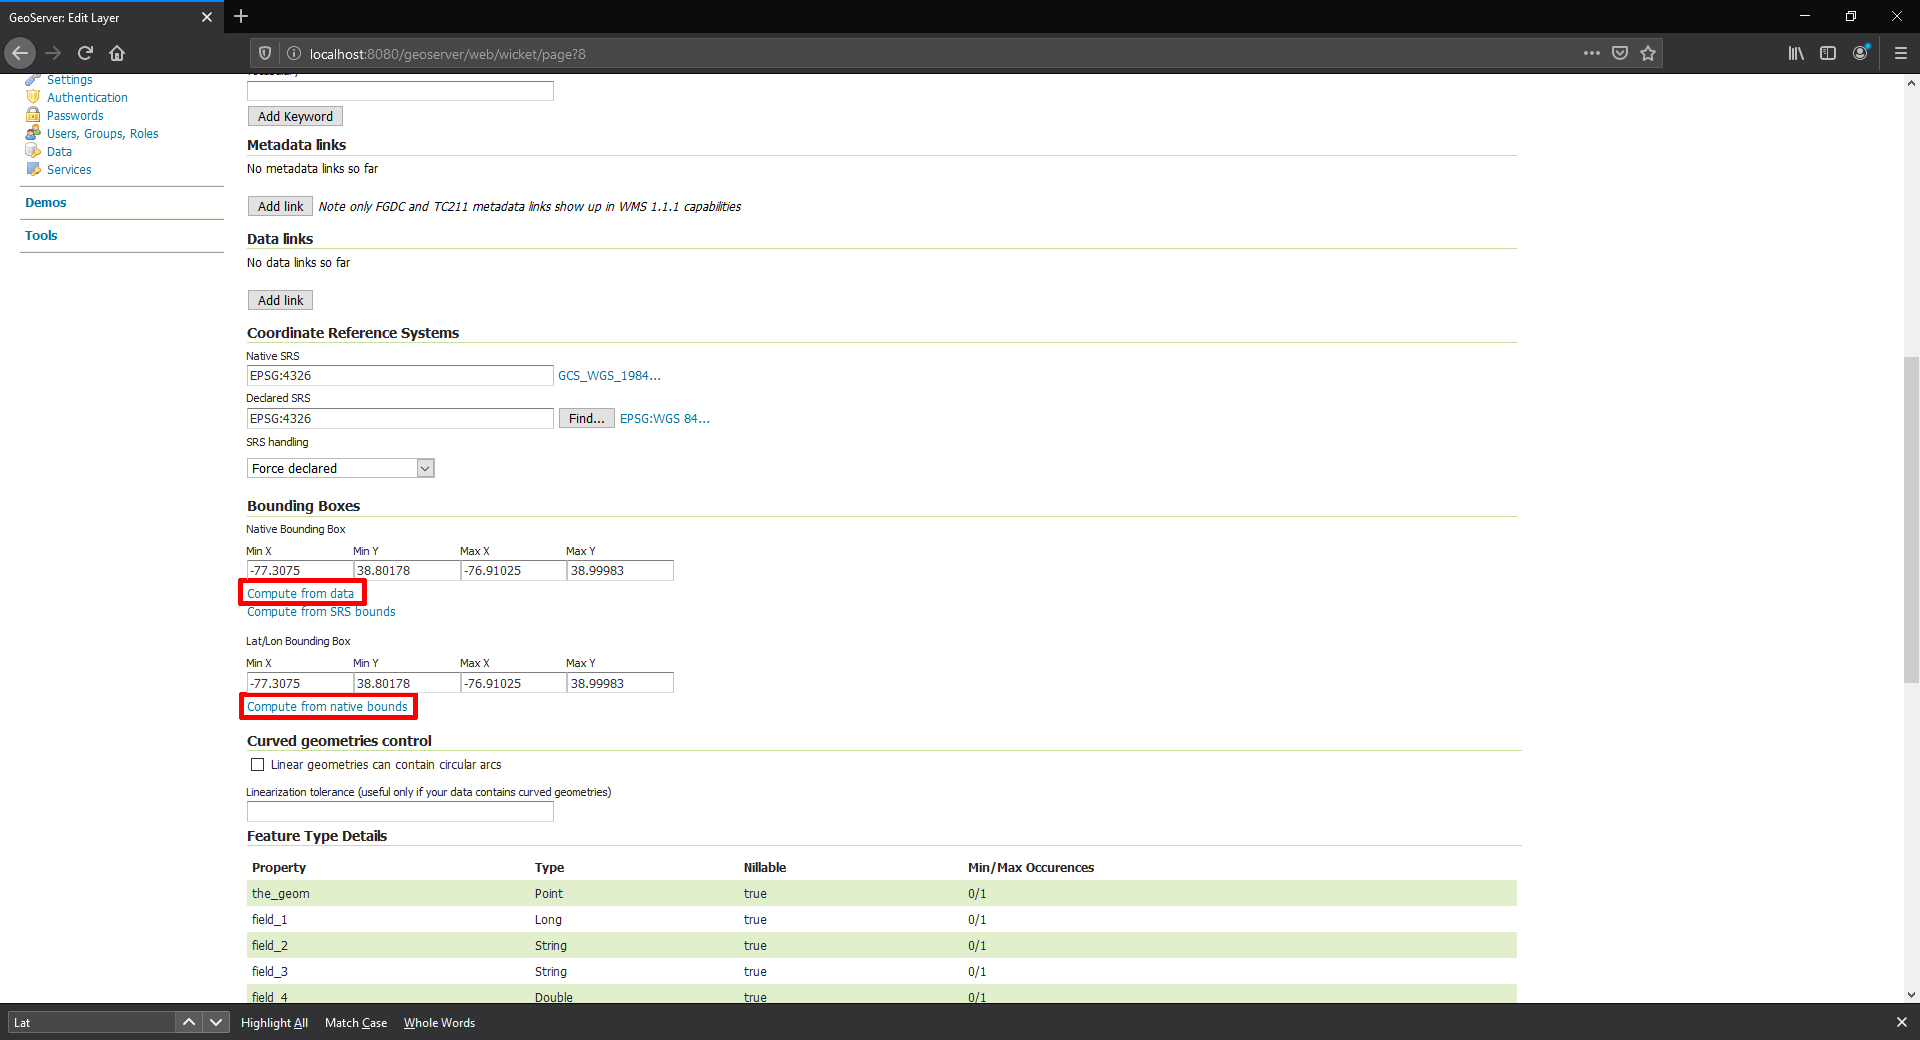 GeoServer: Edit Layer
localhost:8080/geoserver/web/wicket/page?8
Settings
Authentication
Passwords
Users, Groups, Roles
Data
Services
Demos
Tools
Add Keyword
Metadata links
No metadata links so far
Add link Note only FGDC and TC211 metadata links show up in WMS 1.1.1 capabilities
Data links
No data links so far
Add link
Coordinate Reference Systems
Native SRS
EPSG:4326 GCS_WGS_1984...
Declared SRS
EPSG:4326 Find... EPSG:WGS 84...
SRS handling
Force declared
Bounding Boxes
Native Bounding Box
Min X Min Y Max X Max Y
-77.3075 38.80178 -76.91025 38.99983
Compute from data
Compute from SRS bounds
Lat/Lon Bounding Box
Min X Min Y Max X Max Y
-77.3075 38.80178 -76.91025 38.99983
Compute from native bounds
Curved geometries control
Linear geometries can contain circular arcs
Linearization tolerance (useful only if your data contains curved geometries)
Feature Type Details
Property Type Nillable Min/Max Occurences
the_geom Point true 0/1
field_1 Long true 0/1
field_2 String true 0/1
field_3 String true 0/1
field_4 Double true 0/1
Lat Highlight All Match Case Whole Words